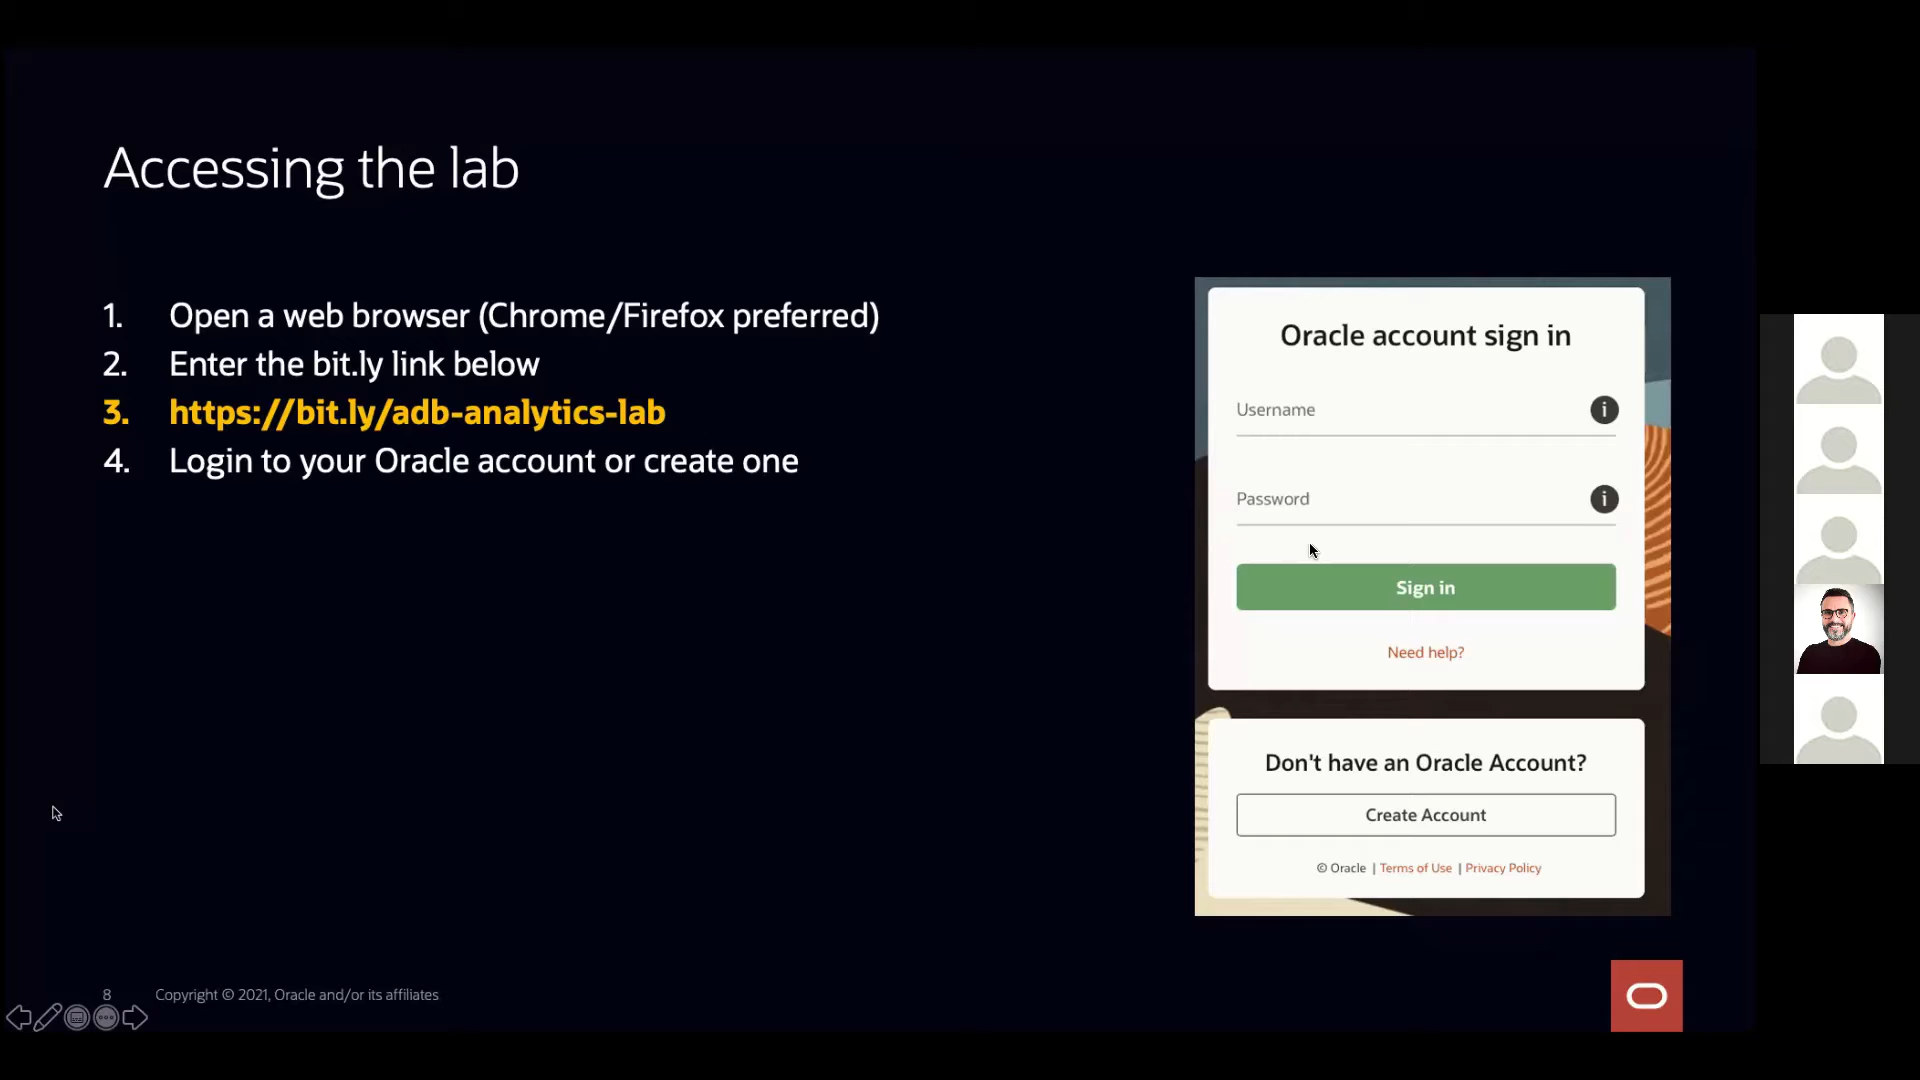 Accessing the lab
1. Open a web browser (Chrome/Firefox preferred)
2. Enter the bit.ly link below
3. https://bit.ly/adb-analytics-lab
4. Login to your Oracle account or create one
Oracle account sign in
Username
Password
Sign in
Need help?
Don't have an Oracle Account?
Create Account
© Oracle | Terms of Use | Privacy Policy
8 Copyright © 2021, Oracle and/or its affiliates